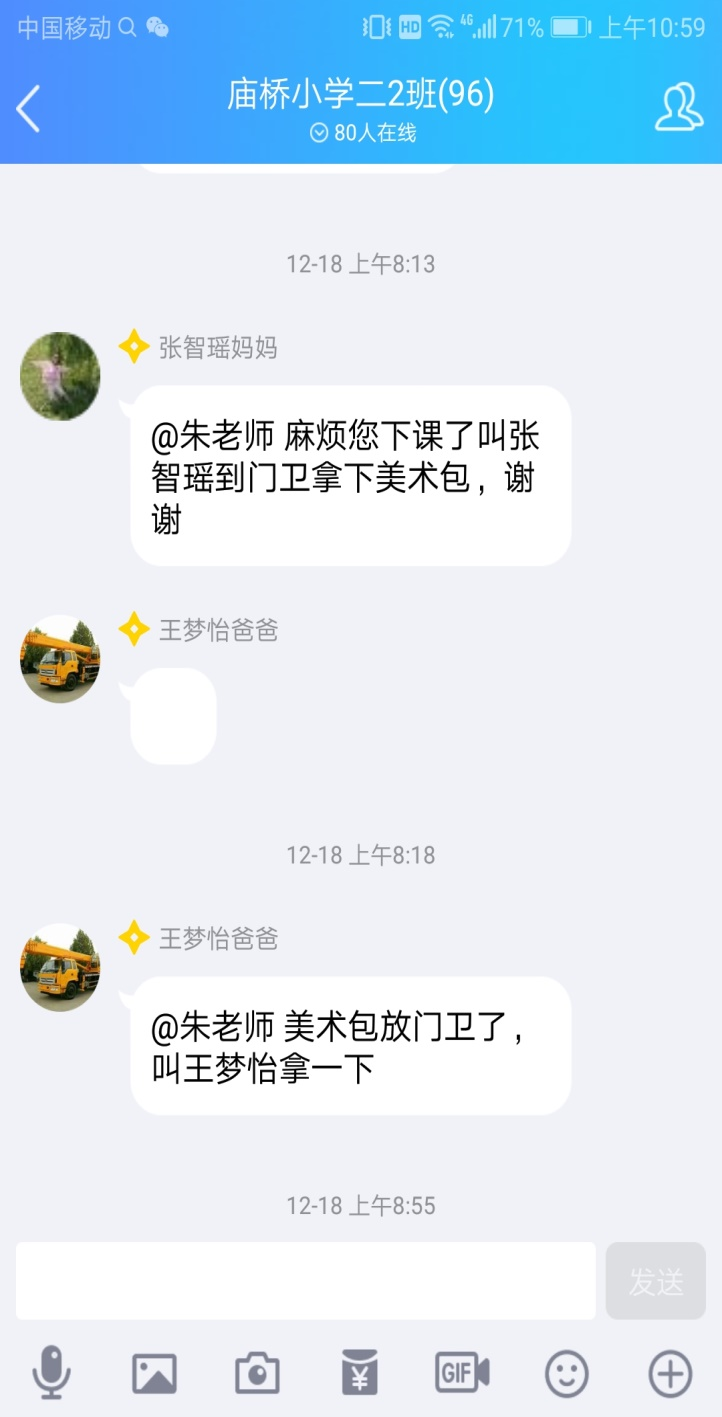 中国移动 HD 4G 71% 上午10:59
庙桥小学二2班(96)
80人在线
12-18 上午8:13
张智瑶妈妈
@朱老师 麻烦您下课了叫张
智瑶到门卫拿下美术包，谢
谢
王梦怡爸爸
12-18 上午8:18
王梦怡爸爸
@朱老师 美术包放门卫了，
叫王梦怡拿一下
12-18 上午8:55
发送
GIF